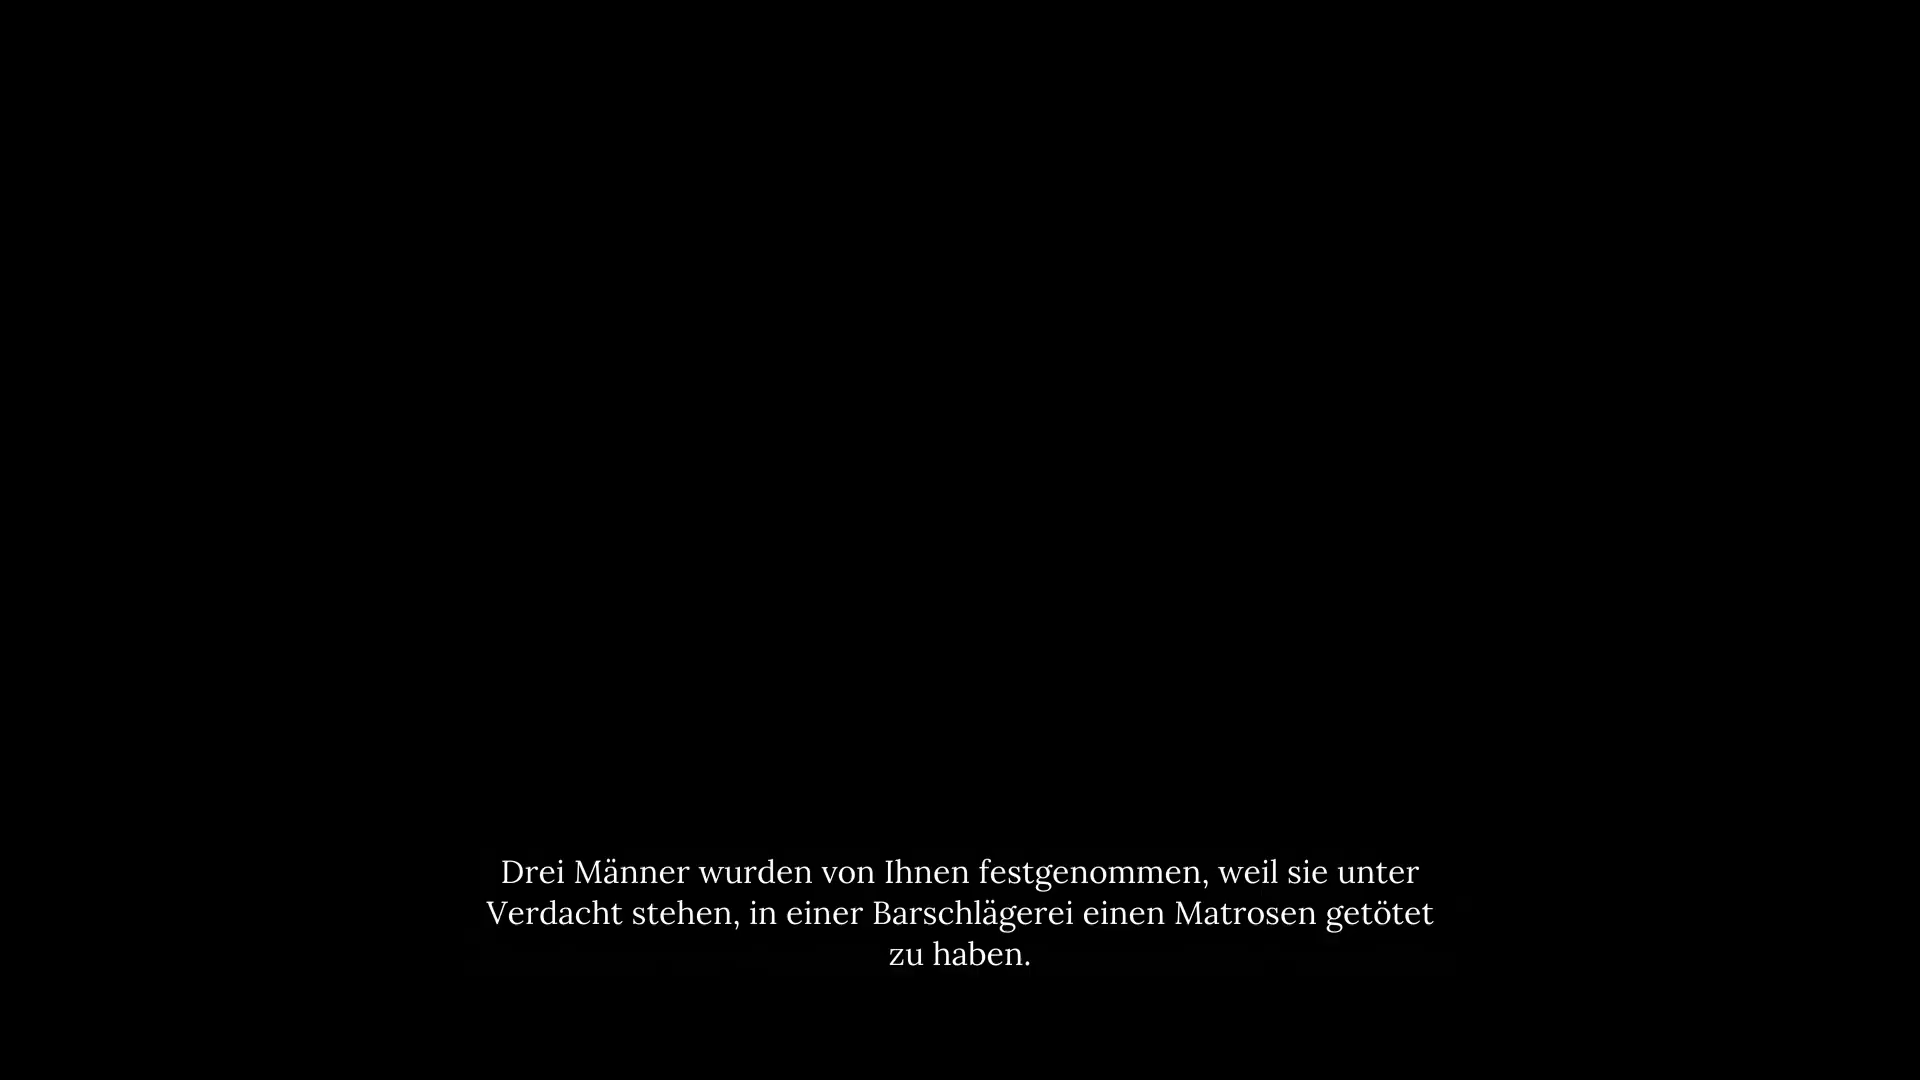 Drei Männer wurden von Ihnen festgenommen, weil sie unter
Verdacht stehen, in einer Barschlägerei einen Matrosen getötet
zu haben.